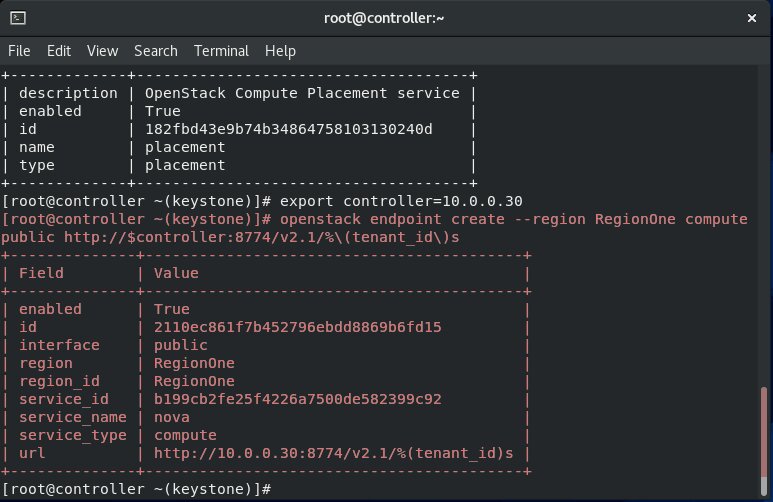 root@controller:~
File Edit View Search Terminal Help
+-------------+-------------------------------------+
| description | OpenStack Compute Placement service |
| enabled     | True                                |
| id          | 182fbd43e9b74b34864758103130240d    |
| name        | placement                           |
| type        | placement                           |
+-------------+-------------------------------------+
[root@controller ~(keystone)]# export controller=10.0.0.30
[root@controller ~(keystone)]# openstack endpoint create --region RegionOne compute
public http://$controller:8774/v2.1/%\(tenant_id\)s
+--------------+------------------------------------------+
| Field        | Value                                    |
+--------------+------------------------------------------+
| enabled      | True                                     |
| id           | 2110ec861f7b452796ebdd8869b6fd15         |
| interface    | public                                   |
| region       | RegionOne                                |
| region_id    | RegionOne                                |
| service_id   | b199cb2fe25f4226a7500de582399c92         |
| service_name | nova                                     |
| service_type | compute                                  |
| url          | http://10.0.0.30:8774/v2.1/%(tenant_id)s |
+--------------+------------------------------------------+
[root@controller ~(keystone)]#